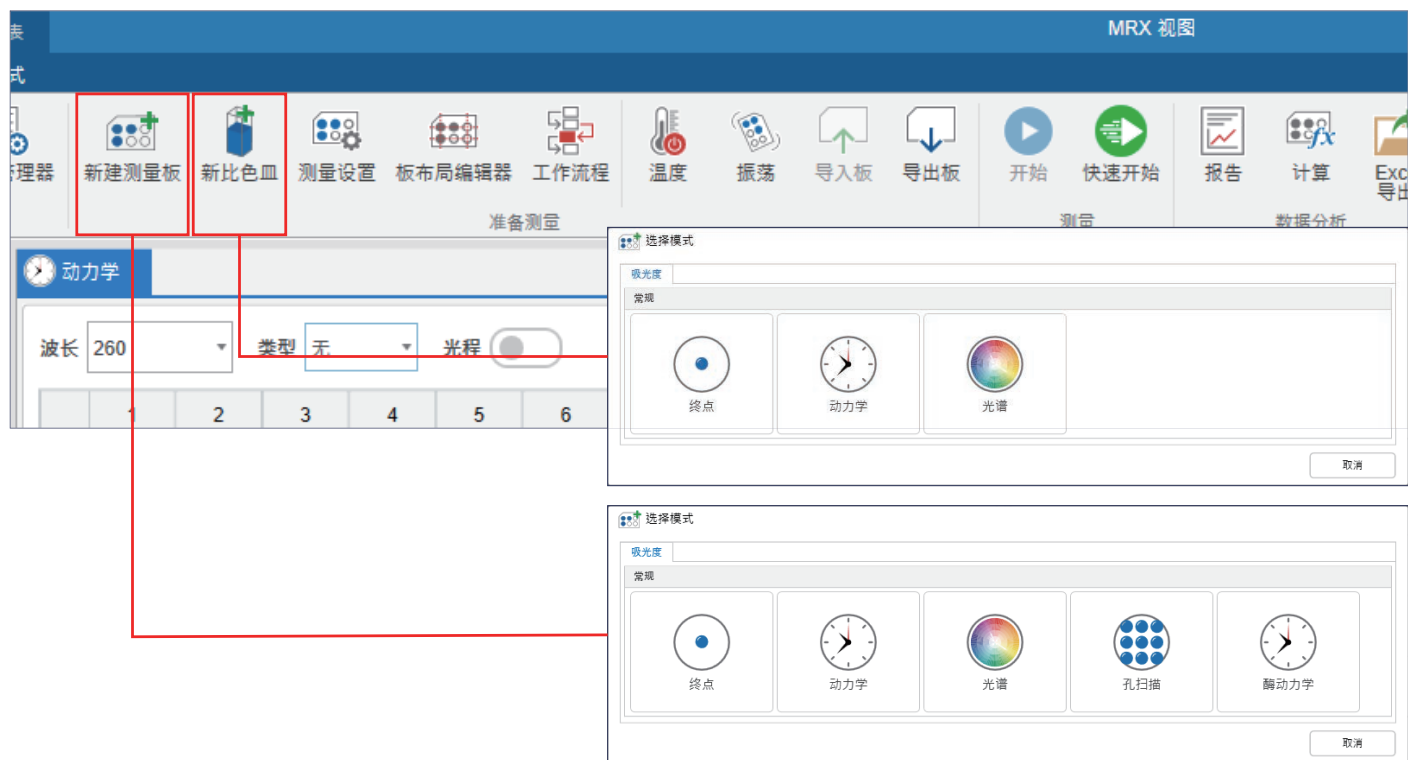 表
MRX 视图
式
管理器
新建测量板
新比色皿
测量设置
板布局编辑器
工作流程
温度
振荡
导入板
导出板
开始
快速开始
报告
计算
Exc
导出
准备测量
测量
数据分析
动力学
波长 260 类型 无 光程
1 2 3 4 5 6
选择模式
吸光度
常规
终点 动力学 光谱
取消
选择模式
吸光度
常规
终点 动力学 光谱 孔扫描 酶动力学
取消